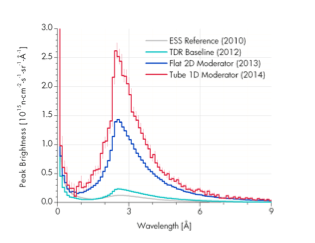 3.0
2.5
2.0
1.5
1.0
0.5
0.0
Peak Brightness [10¹⁵n·cm⁻²·s⁻¹·sr⁻¹·Å⁻¹]
ESS Reference (2010)
TDR Baseline (2012)
Flat 2D Moderator (2013)
Tube 1D Moderator (2014)
0 3 6 9
Wavelength [Å]